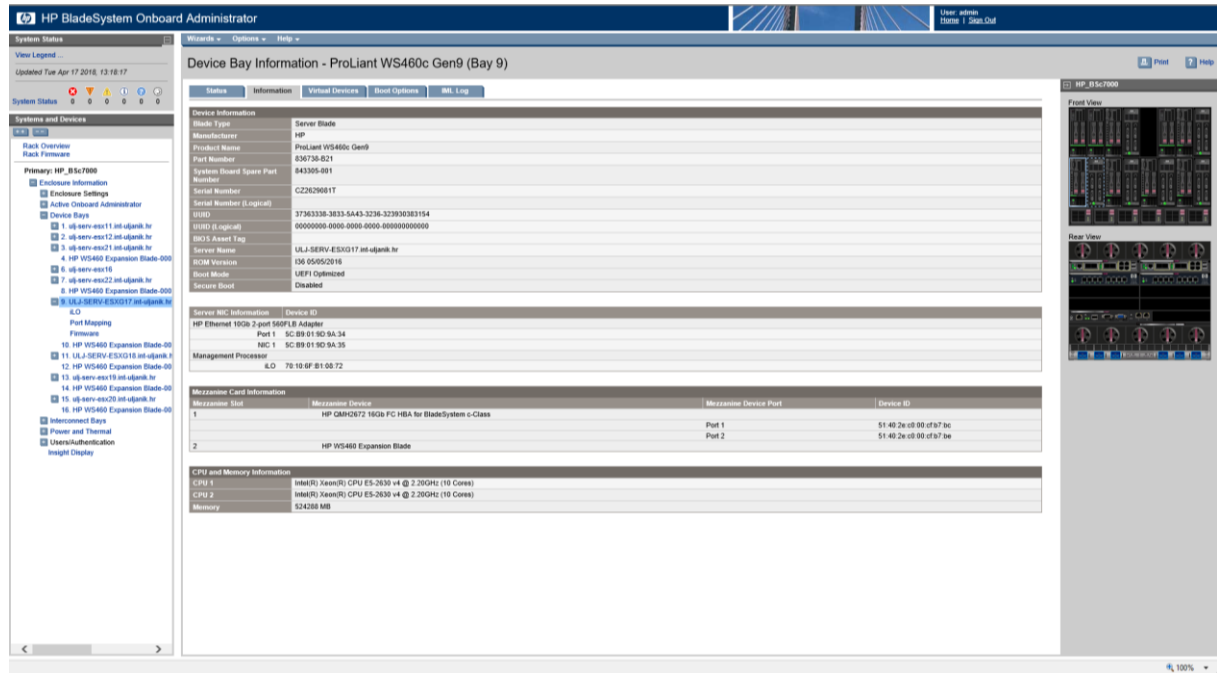 HP BladeSystem Onboard Administrator
User: admin
Home | Sign Out
System Status
View Legend ...
Updated Tue Apr 17 2018, 13:18:17
System Status 0 0 0 0 0 0
Systems and Devices
Rack Overview
Rack Firmware
Primary: HP_BSc7000
Enclosure Information
Enclosure Settings
Active Onboard Administrator
Device Bays
1. ulj-serv-esx11.int-uljanik.hr
2. ulj-serv-esx12.int-uljanik.hr
3. ulj-serv-esx21.int-uljanik.hr
4. HP WS460 Expansion Blade-000
6. ulj-serv-esx16
7. ulj-serv-esx22.int-uljanik.hr
8. HP WS460 Expansion Blade-000
9. ULJ-SERV-ESXG17.int-uljanik.hr
iLO
Port Mapping
Firmware
10. HP WS460 Expansion Blade-00
11. ULJ-SERV-ESXG18.int-uljanik.h
12. HP WS460 Expansion Blade-00
13. ulj-serv-esx19.int-uljanik.hr
14. HP WS460 Expansion Blade-00
15. ulj-serv-esx20.int-uljanik.hr
16. HP WS460 Expansion Blade-00
Interconnect Bays
Power and Thermal
Users/Authentication
Insight Display
Wizards Options Help
Device Bay Information - ProLiant WS460c Gen9 (Bay 9)
Print Help
Status Information Virtual Devices Boot Options IML Log
Device Information
Blade Type Server Blade
Manufacturer HP
Product Name ProLiant WS460c Gen9
Part Number 836738-B21
System Board Spare Part Number 843305-001
Serial Number CZ2629081T
Serial Number (Logical)
UUID 37363338-3833-5A43-3236-323930383154
UUID (Logical) 00000000-0000-0000-0000-000000000000
BIOS Asset Tag
Server Name ULJ-SERV-ESXG17.int-uljanik.hr
ROM Version I36 05/05/2016
Boot Mode UEFI Optimized
Secure Boot Disabled
Server NIC Information Device ID
HP Ethernet 10Gb 2-port 560FLB Adapter
Port 1 5C:B9:01:9D:9A:34
NIC 1 5C:B9:01:9D:9A:35
Management Processor
iLO 70:10:6F:B1:08:72
Mezzanine Card Information
Mezzanine Slot Mezzanine Device Mezzanine Device Port Device ID
1 HP QMH2672 16Gb FC HBA for BladeSystem c-Class
Port 1 51:40:2e:c0:00:cf:b7:bc
Port 2 51:40:2e:c0:00:cf:b7:be
2 HP WS460 Expansion Blade
CPU and Memory Information
CPU 1 Intel(R) Xeon(R) CPU E5-2630 v4 @ 2.20GHz (10 Cores)
CPU 2 Intel(R) Xeon(R) CPU E5-2630 v4 @ 2.20GHz (10 Cores)
Memory 524288 MB
HP_BSc7000
Front View
Rear View
100%